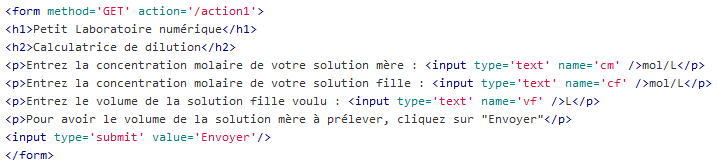 <form method='GET' action='/action1'>
<h1>Petit Laboratoire numérique</h1>
<h2>Calculatrice de dilution</h2>
<p>Entrez la concentration molaire de votre solution mère : <input type='text' name='cm' />mol/L</p>
<p>Entrez la concentration molaire de votre solution fille : <input type='text' name='cf' />mol/L</p>
<p>Entrez le volume de la solution fille voulu : <input type='text' name='vf' />L</p>
<p>Pour avoir le volume de la solution mère à prélever, cliquez sur "Envoyer"</p>
<input type='submit' value='Envoyer'/>
</form>